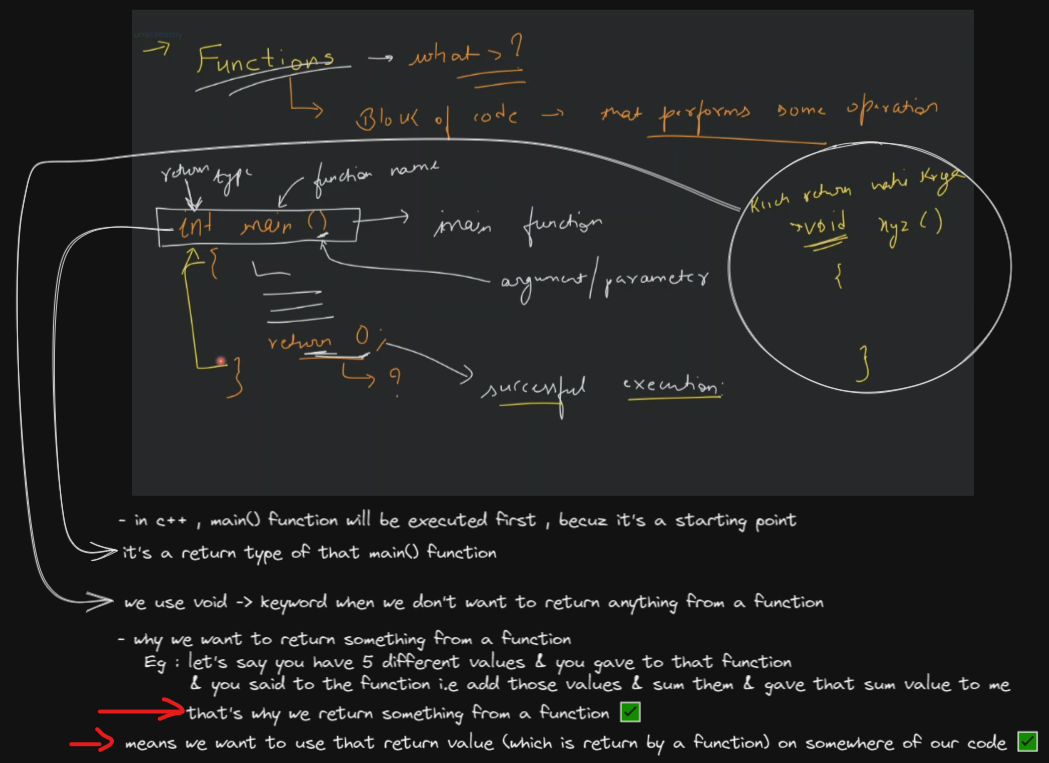 → Functions → what > ?
Block of code → that performs some operation
return type
function name
int main ()
main function
{
argument/parameter
return 0;
?
}
successful execution.
Kuch return nahi krga
→ void xyz ()
{
}
- in c++ , main() function will be executed first , becuz it's a starting point
it's a return type of that main() function
we use void -> keyword when we don't want to return anything from a function
- why we want to return something from a function
Eg : let's say you have 5 different values & you gave to that function
& you said to the function i.e add those values & sum them & gave that sum value to me
that's why we return something from a function ✅
means we want to use that return value (which is return by a function) on somewhere of our code ✅